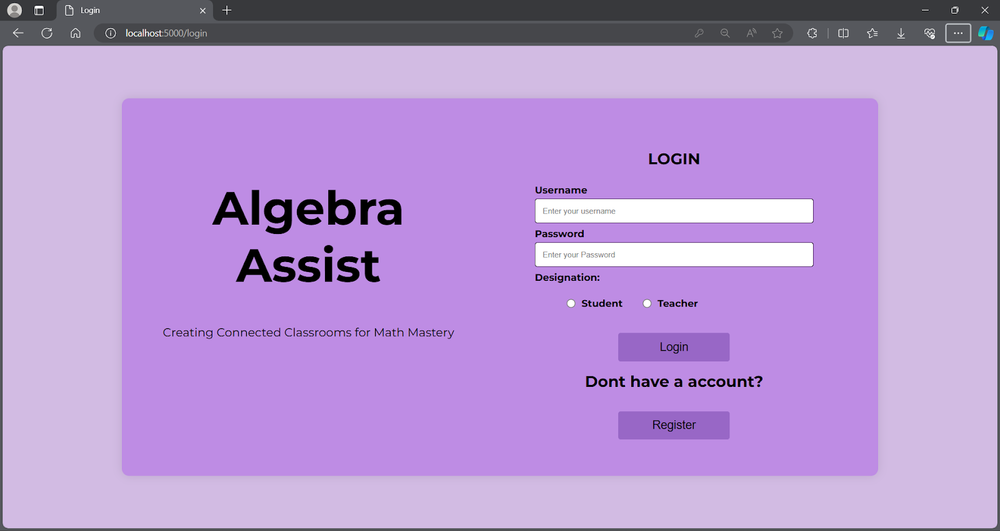 Login
localhost:5000/login
Algebra
Assist
Creating Connected Classrooms for Math Mastery
LOGIN
Username
Enter your username
Password
Enter your Password
Designation:
Student Teacher
Login
Dont have a account?
Register